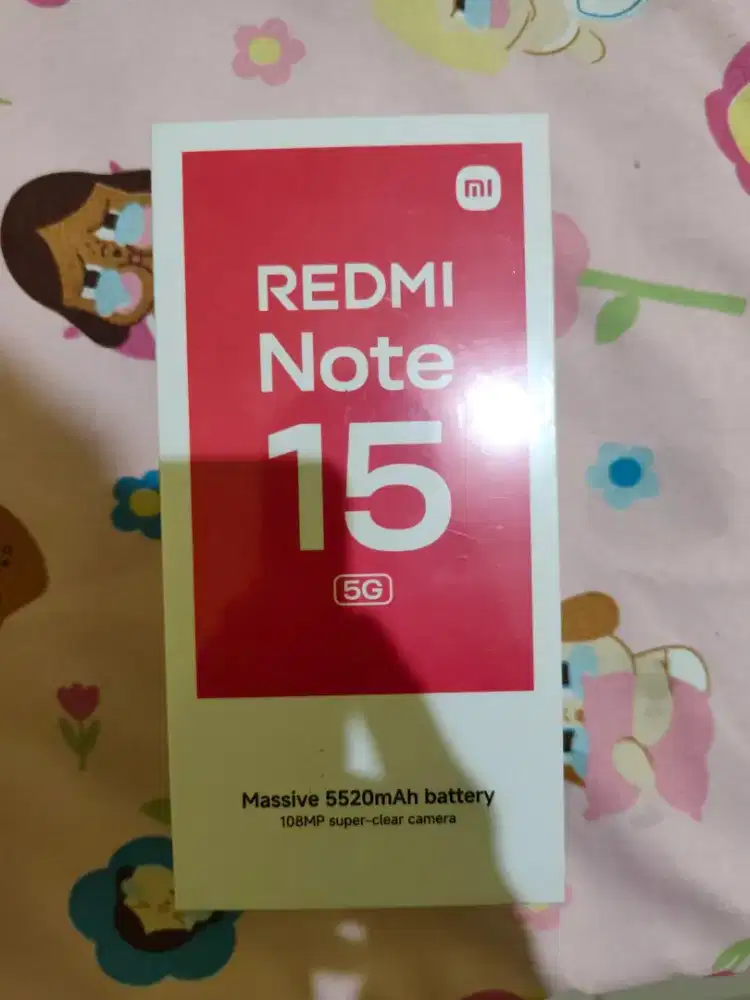 mi
REDMI
Note
15
5G
Massive 5520mAh battery
108MP super-clear camera